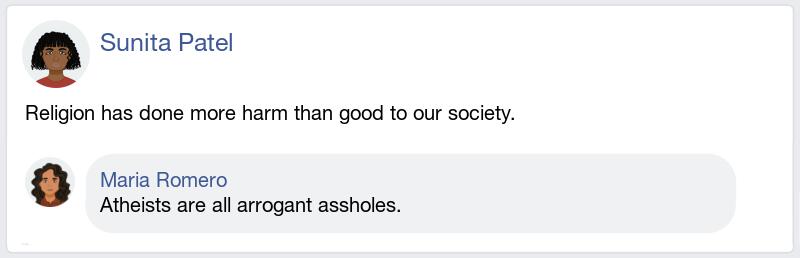 Sunita Patel
Religion has done more harm than good to our society.
Maria Romero
Atheists are all arrogant assholes.